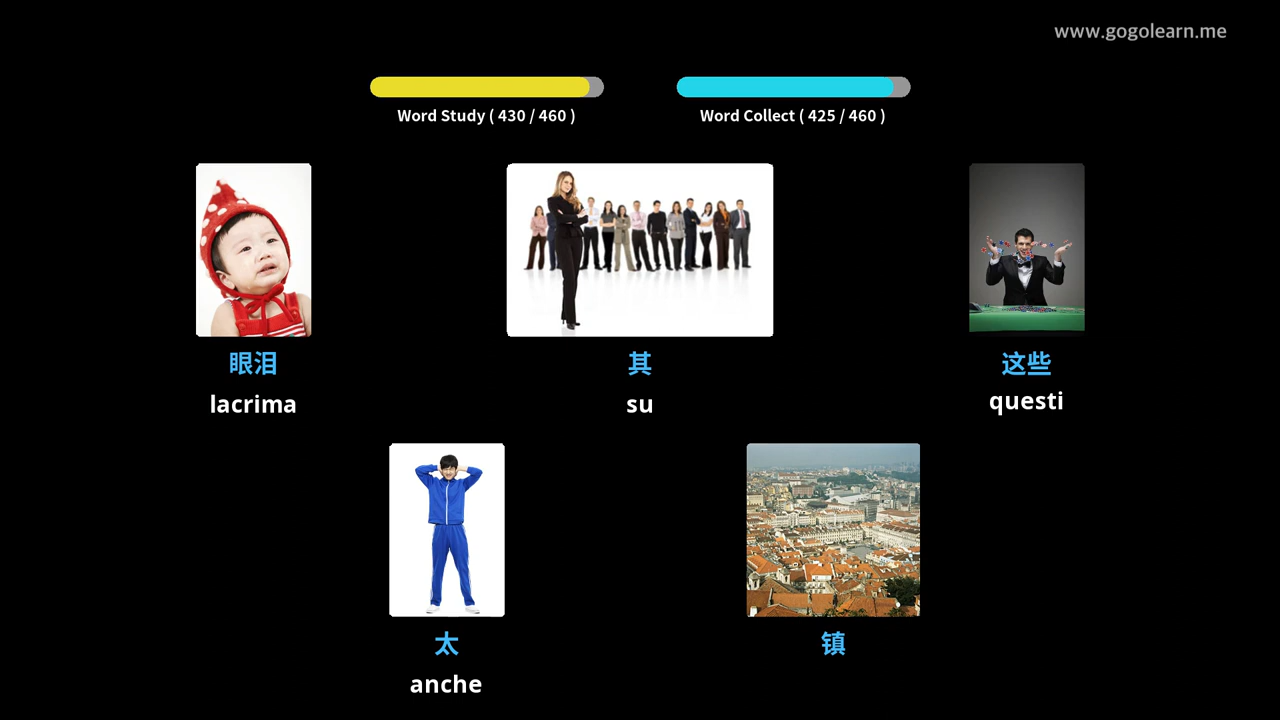 www.gogolearn.me
Word Study ( 430 / 460 )
Word Collect ( 425 / 460 )
眼泪
lacrima
其
su
这些
questi
太
anche
镇